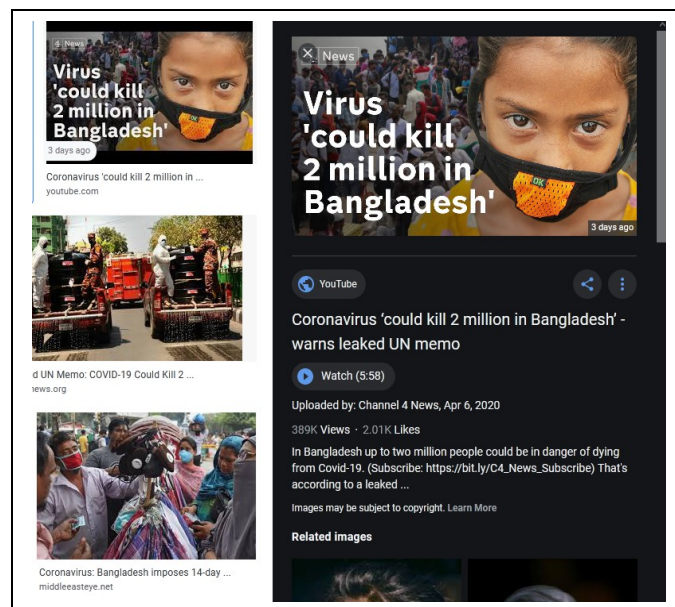 4 News
Virus
'could kill
2 million in
Bangladesh'
3 days ago
Coronavirus 'could kill 2 million in ...
youtube.com
d UN Memo: COVID-19 Could Kill 2 ...
news.org
Coronavirus: Bangladesh imposes 14-day ...
middleeasteye.net
News
Virus
'could kill
2 million in
Bangladesh'
OK
3 days ago
YouTube
Coronavirus ‘could kill 2 million in Bangladesh’ -
warns leaked UN memo
Watch (5:58)
Uploaded by: Channel 4 News, Apr 6, 2020
389K Views · 2.01K Likes
In Bangladesh up to two million people could be in danger of dying
from Covid-19. (Subscribe: https://bit.ly/C4_News_Subscribe) That's
according to a leaked ...
Images may be subject to copyright. Learn More
Related images